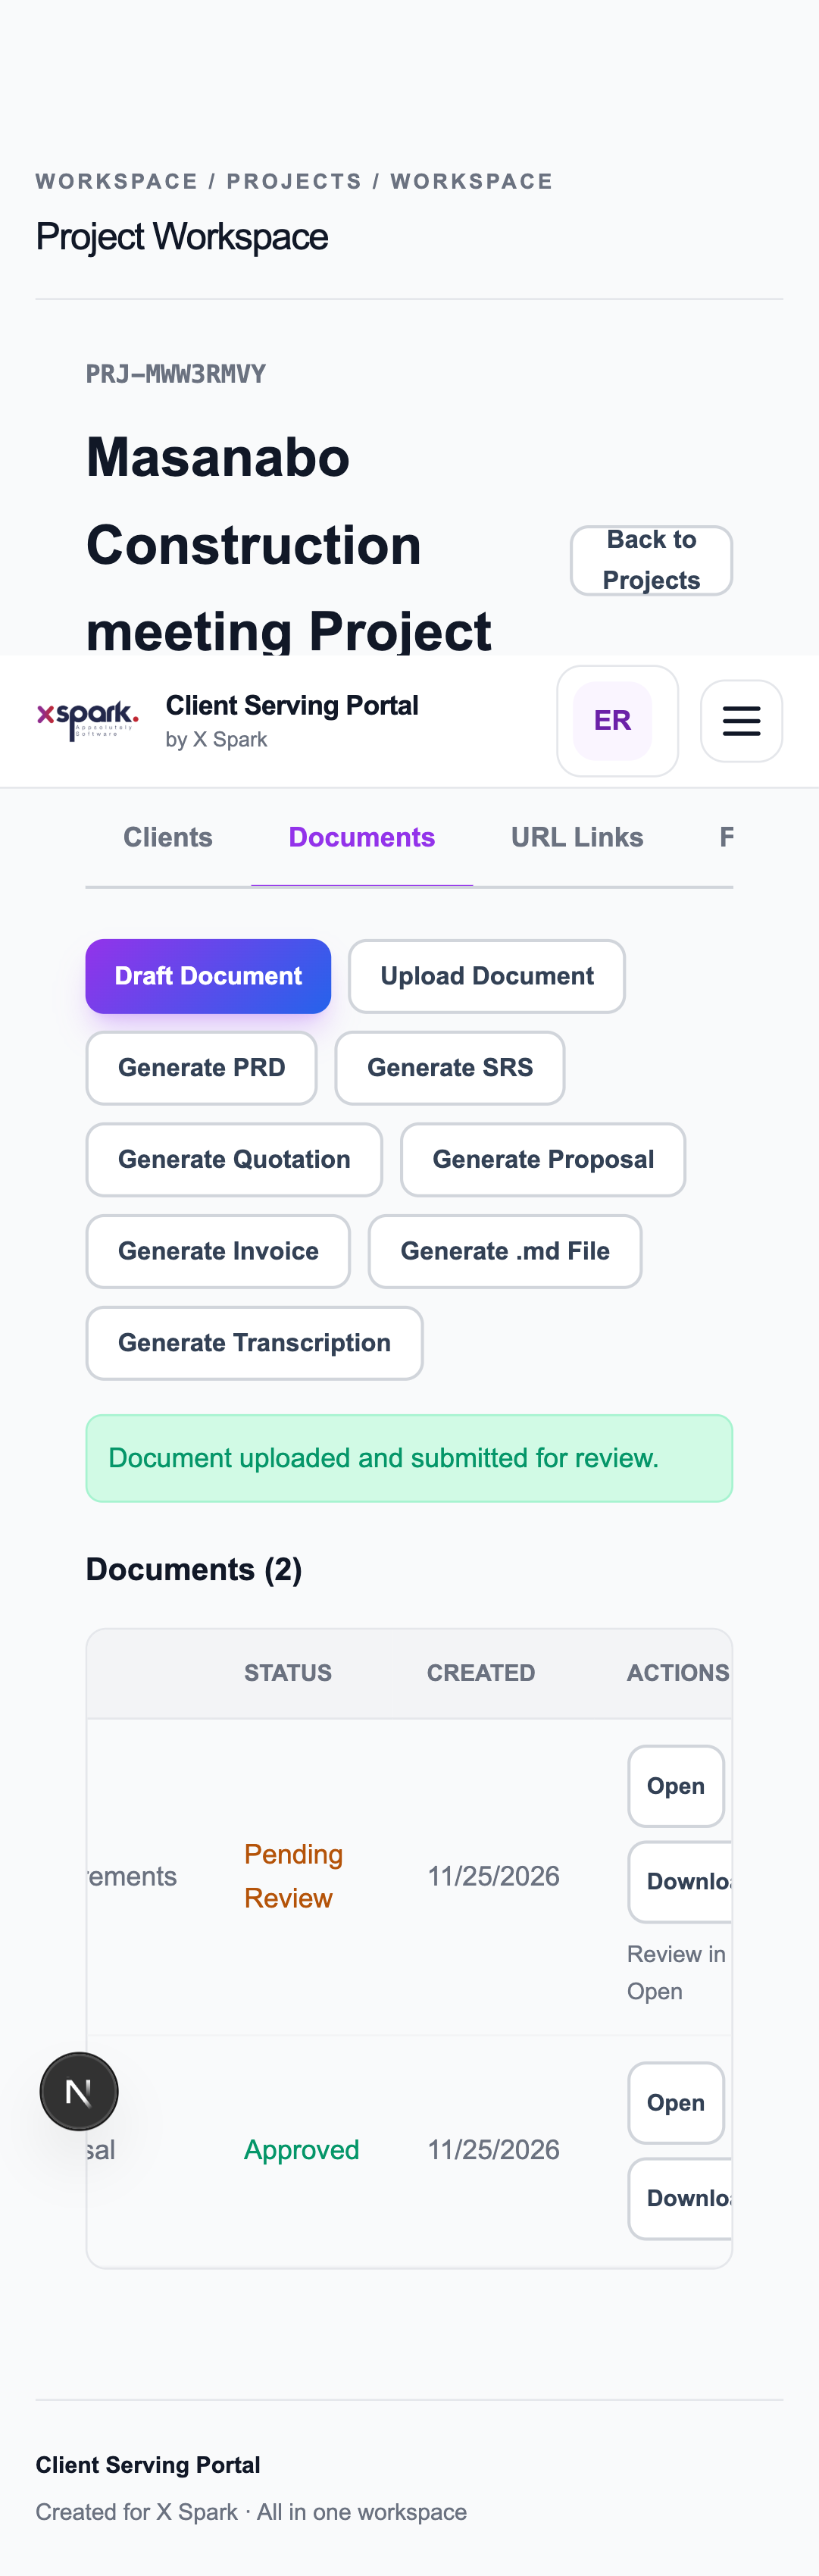 WORKSPACE / PROJECTS / WORKSPACE
Project Workspace
PRJ-MWW3RMVY
Masanabo
Construction
meeting Project
Back to
Projects
xspark.
Appsolutely
Software
Client Serving Portal
by X Spark
ER
Clients
Documents
URL Links
F
Draft Document
Upload Document
Generate PRD
Generate SRS
Generate Quotation
Generate Proposal
Generate Invoice
Generate .md File
Generate Transcription
Document uploaded and submitted for review.
Documents (2)
STATUS CREATED ACTIONS
rements
Pending
Review
11/25/2026
Open
Downloa
Review in
Open
N
sal
Approved
11/25/2026
Open
Downloa
Client Serving Portal
Created for X Spark · All in one workspace